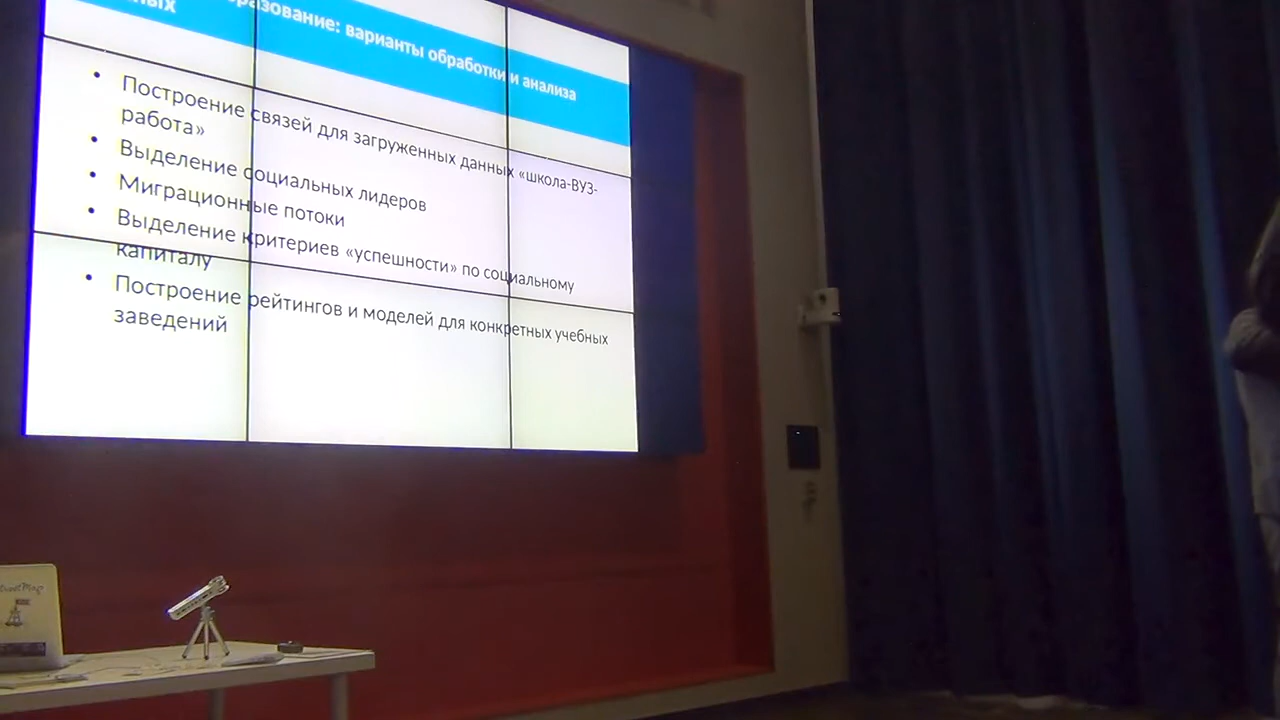 образование: варианты обработки и анализа
• Построение связей для загруженных данных «школа-ВУЗ-
работа»
• Выделение социальных лидеров
• Миграционные потоки
• Выделение критериев «успешности» по социальному
капиталу
• Построение рейтингов и моделей для конкретных учебных
заведений